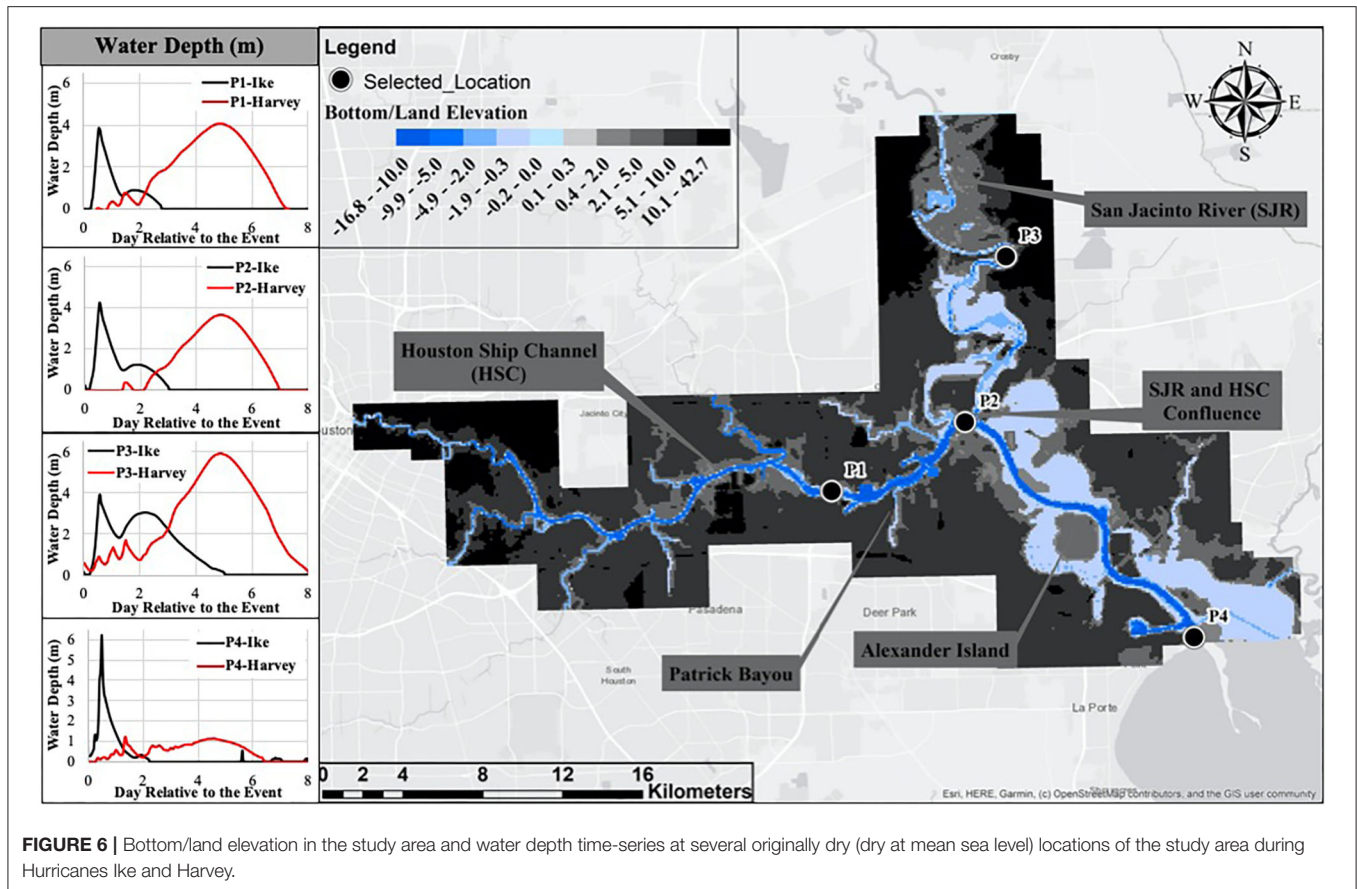 Water Depth (m)
Water Depth (m)
6
4
2
0
P1-Ike
P1-Harvey
0 2 4 6 8
Day Relative to the Event
Water Depth (m)
6
4
2
0
P2-Ike
P2-Harvey
0 2 4 6 8
Day Relative to the Event
Water Depth (m)
6
4
2
0
P3-Ike
P3-Harvey
0 2 4 6 8
Day Relative to the Event
Water Depth (m)
6
5
4
3
2
1
0
P4-Ike
P4-Harvey
0 2 4 6 8
Day Relative to the Event
Legend
Selected_Location
Bottom/Land Elevation
-16.8 - -10.0
-9.9 - -5.0
-4.9 - -2.0
-1.9 - -0.3
-0.2 - 0.0
0.1 - 0.3
0.4 - 2.0
2.1 - 5.0
5.1 - 10.0
10.1 - 42.7
Crosby
N
W E
S
San Jacinto River (SJR)
P3
Houston Ship Channel
(HSC)
SJR and HSC
Confluence
P2
Jacinto City
uston
P1
Pasadena
Deer Park
P4
Alexander Island
Patrick Bayou
South
Houston
La Porte
0 2 4 8 12 16
Kilometers
Esri, HERE, Garmin, (c) OpenStreetMap contributors, and the GIS user community
FIGURE 6 | Bottom/land elevation in the study area and water depth time-series at several originally dry (dry at mean sea level) locations of the study area during
Hurricanes Ike and Harvey.